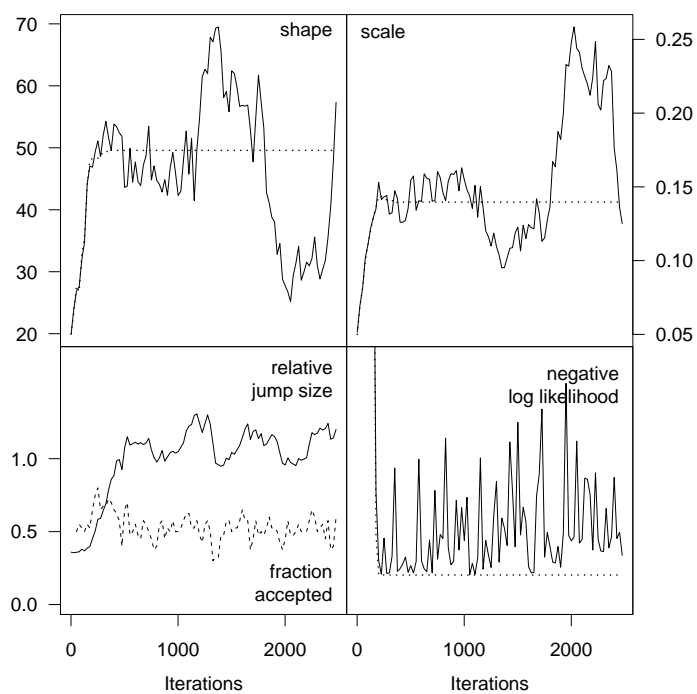 shape
scale
70
60
50
40
30
20
0.25
0.20
0.15
0.10
0.05
relative
jump size
negative
log likelihood
1.0
0.5
0.0
fraction
accepted
0
1000
2000
0
1000
2000
Iterations
Iterations